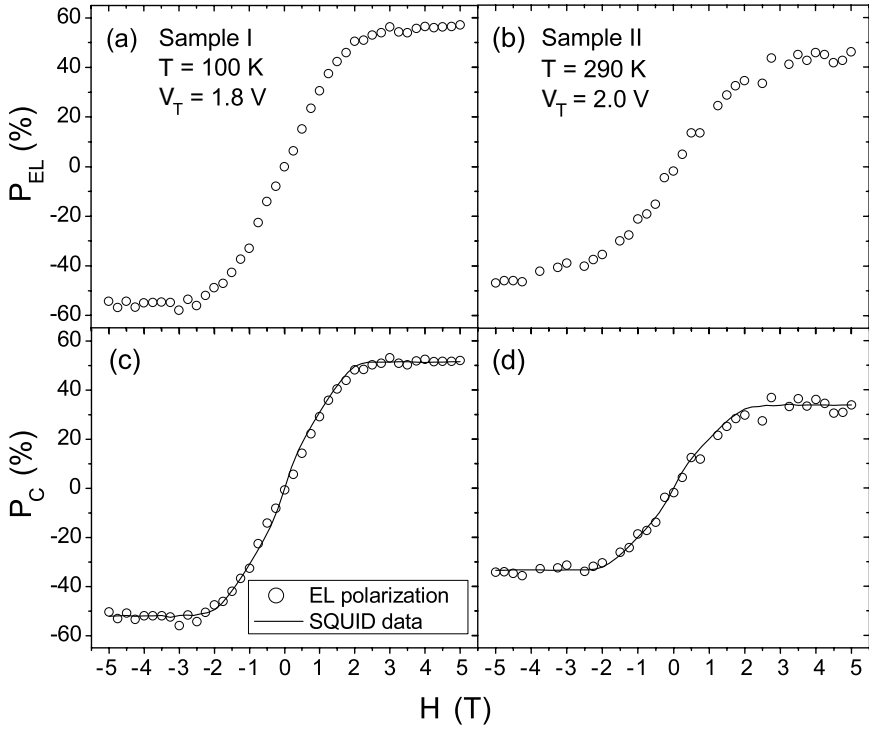 (a) Sample I
T = 100 K
V_T = 1.8 V
(b) Sample II
T = 290 K
V_T = 2.0 V
P_EL (%)
60
40
20
0
-20
-40
-60
(c)
(d)
P_C (%)
60
40
20
0
-20
-40
-60
EL polarization
SQUID data
-5 -4 -3 -2 -1 0 1 2 3 4 5
-5 -4 -3 -2 -1 0 1 2 3 4 5
H (T)